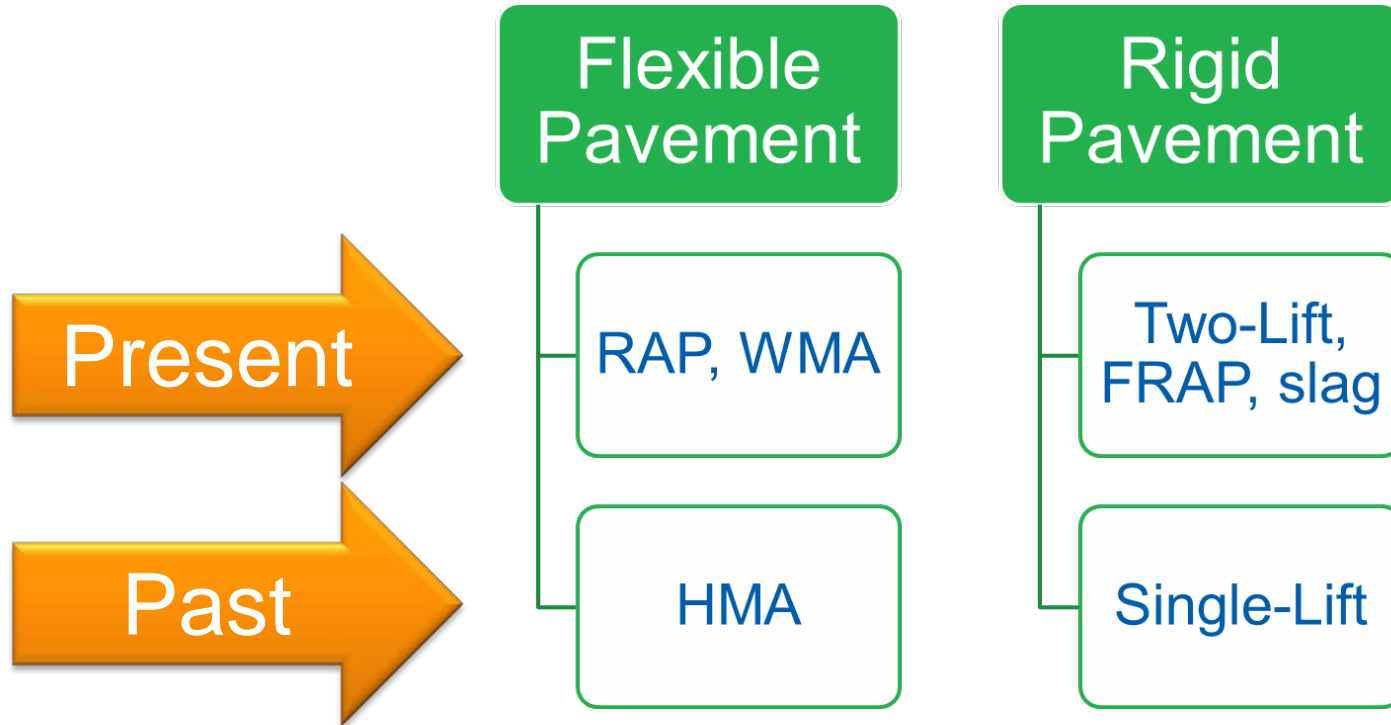 Flexible
Pavement
Rigid
Pavement
Present
RAP, WMA
Two-Lift,
FRAP, slag
Past
HMA
Single-Lift